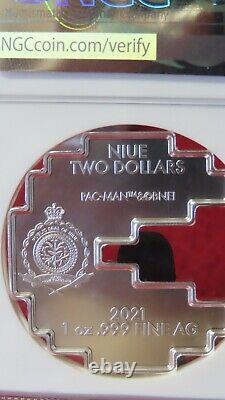 NGCcoin.com/verify
NIUE
TWO DOLLARS
PAC-MAN™&©BNEI
2021
1 oz .999 FINE AG